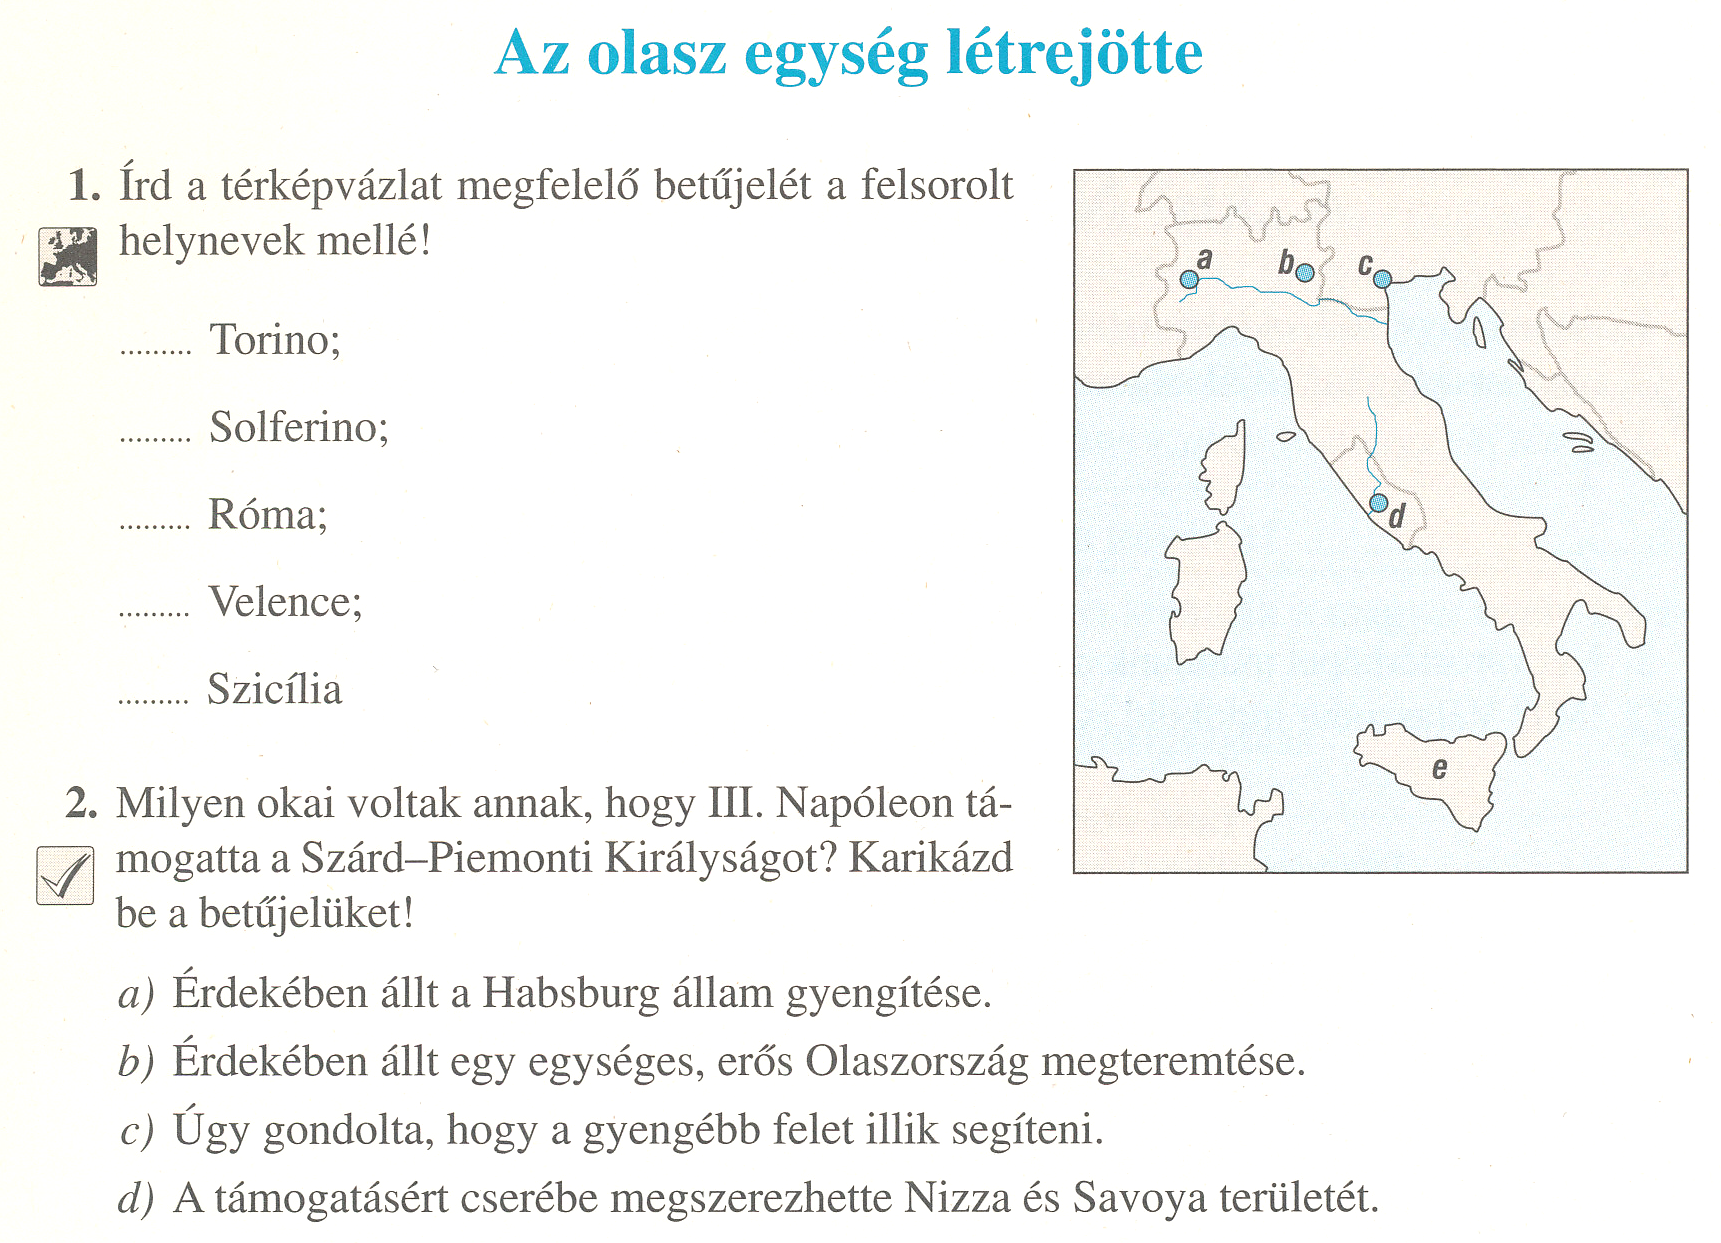 Az olasz egység létrejötte
1. Írd a térképvázlat megfelelő betűjelét a felsorolt
helynevek mellé!
......... Torino;
......... Solferino;
......... Róma;
......... Velence;
......... Szicília
a
b
c
d
e
2. Milyen okai voltak annak, hogy III. Napóleon tá-
mogatta a Szárd–Piemonti Királyságot? Karikázd
be a betűjelüket!
a) Érdekében állt a Habsburg állam gyengítése.
b) Érdekében állt egy egységes, erős Olaszország megteremtése.
c) Úgy gondolta, hogy a gyengébb felet illik segíteni.
d) A támogatásért cserébe megszerezhette Nizza és Savoya területét.